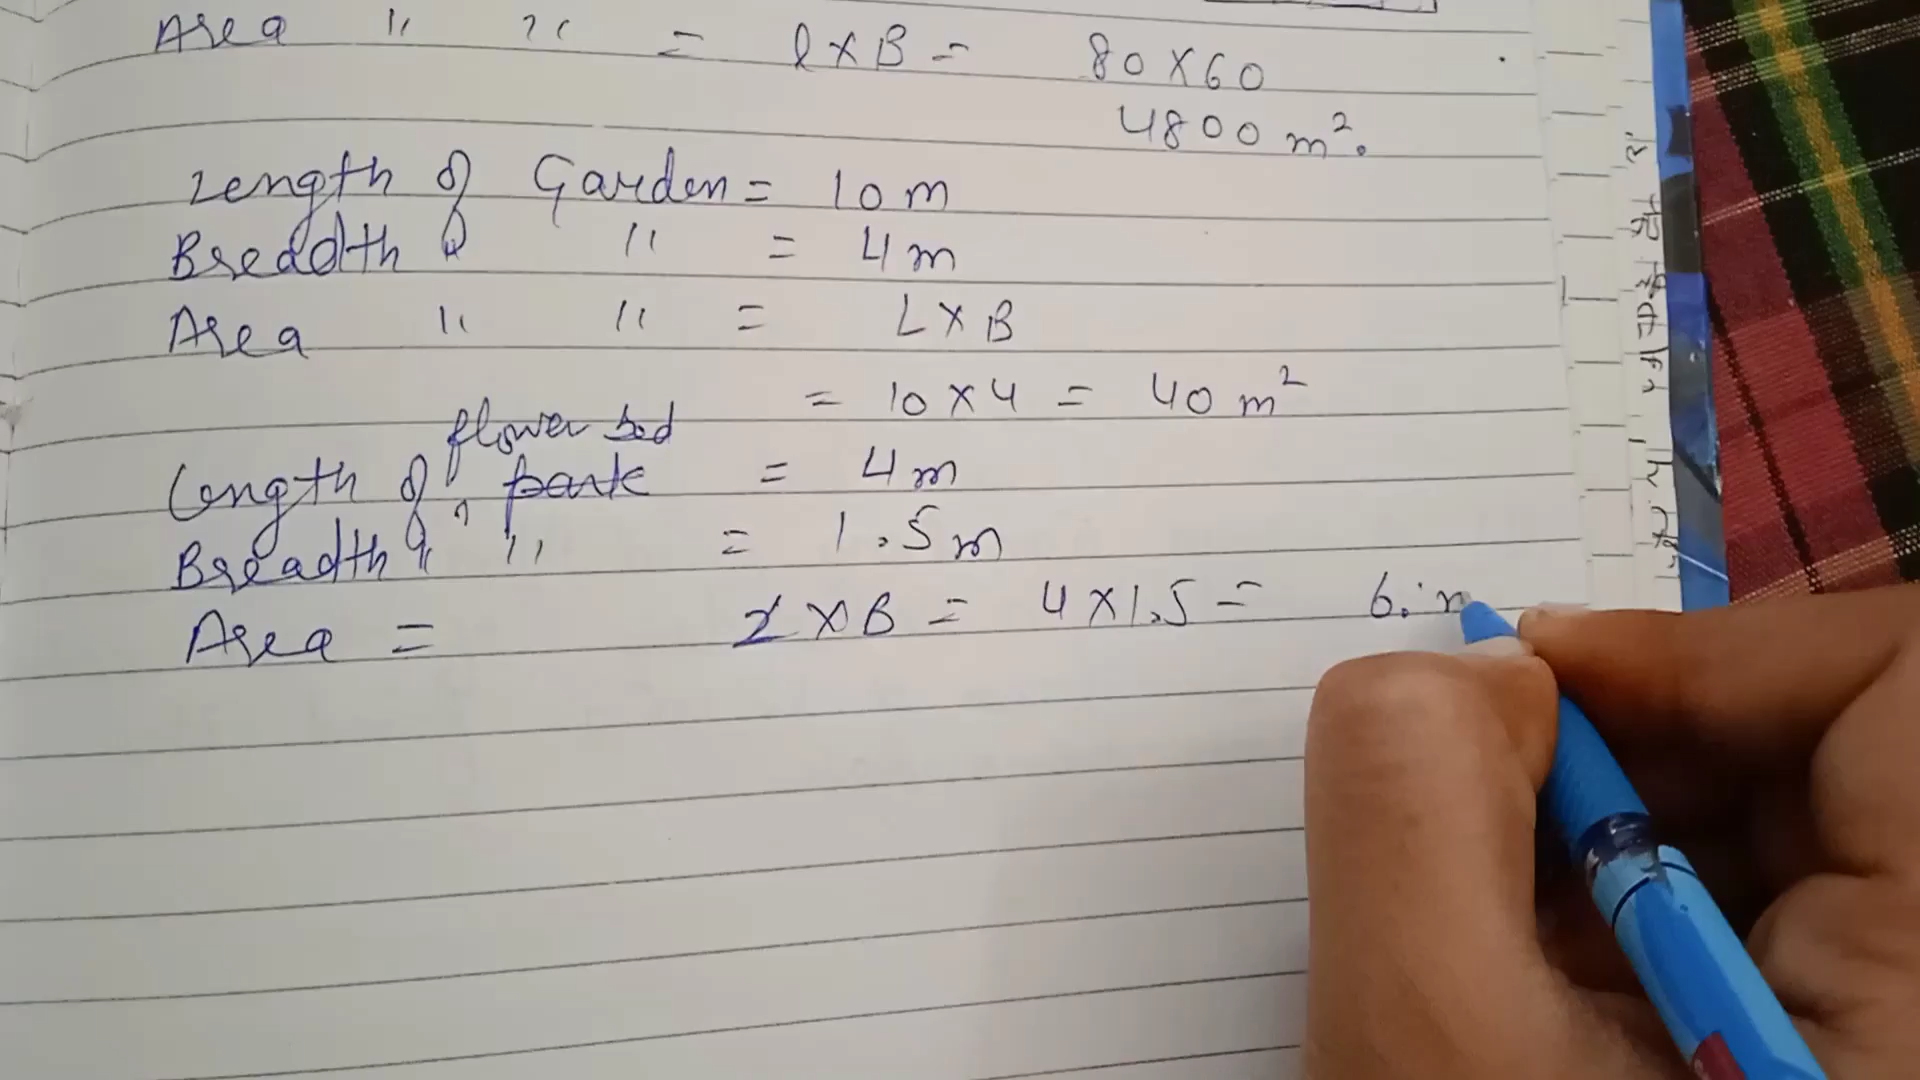 Area " " = l × B = 80 × 60
4800 m².
Length of Garden = 10 m
Breadth " " = 4 m
Area " " = L × B
= 10 × 4 = 40 m²
flower bed
Length of park = 4 m
Breadth " " = 1.5 m
Area = L × B = 4 × 1.5 = 6. m